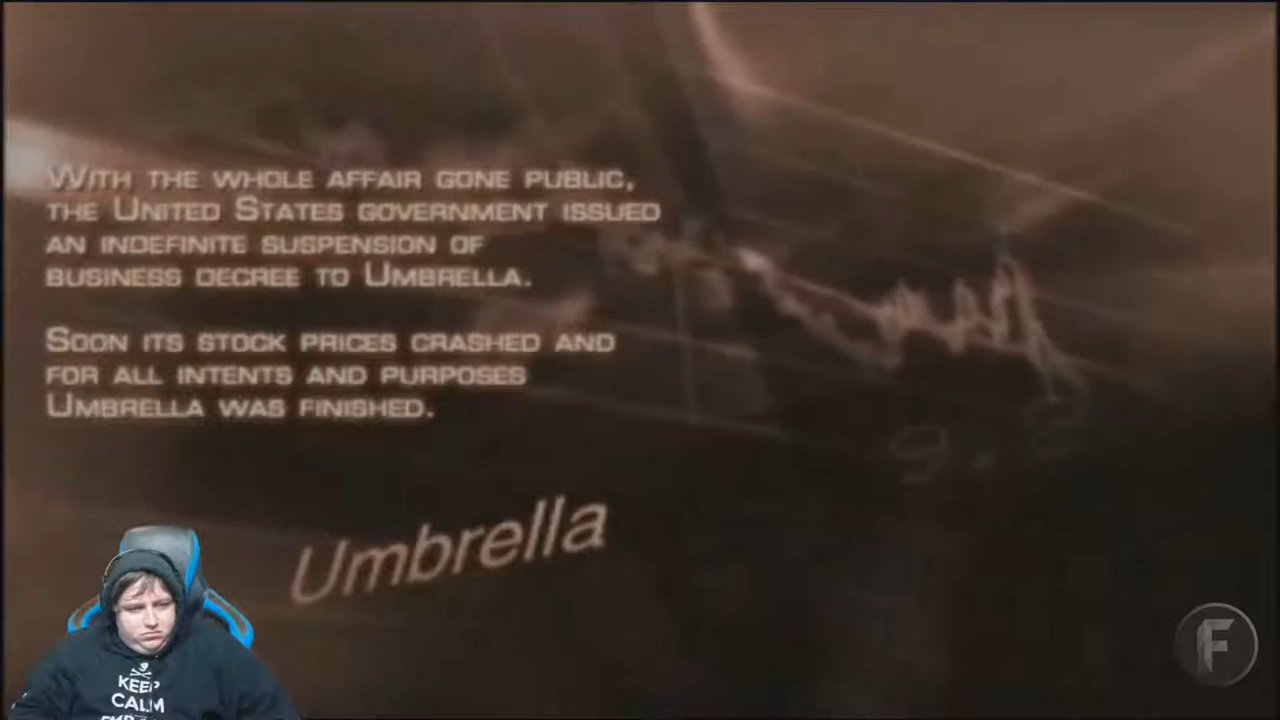 WITH THE WHOLE AFFAIR GONE PUBLIC,
THE UNITED STATES GOVERNMENT ISSUED
AN INDEFINITE SUSPENSION OF
BUSINESS DECREE TO UMBRELLA.
SOON ITS STOCK PRICES CRASHED AND
FOR ALL INTENTS AND PURPOSES
UMBRELLA WAS FINISHED.
Umbrella
KEEP
CALM
F